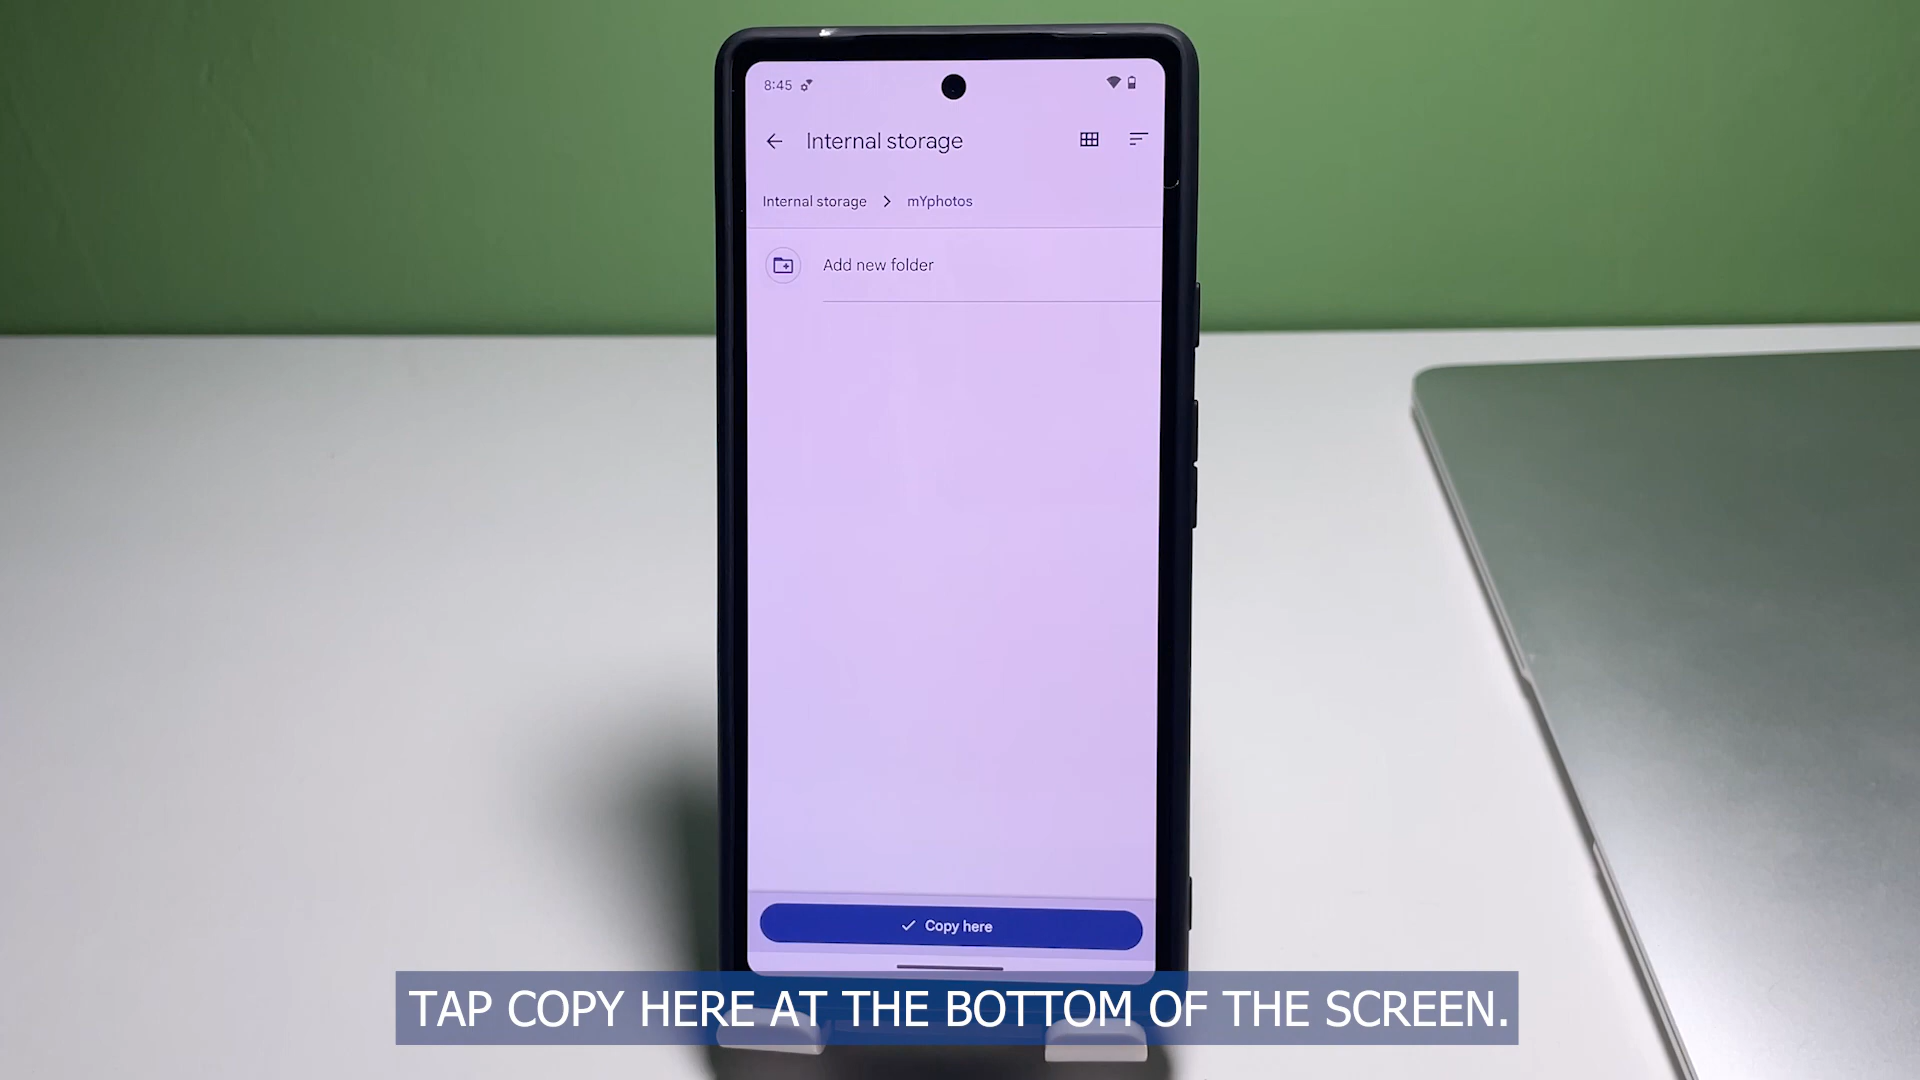 8:45
Internal storage
Internal storage > mYphotos
Add new folder
Copy here
TAP COPY HERE AT THE BOTTOM OF THE SCREEN.